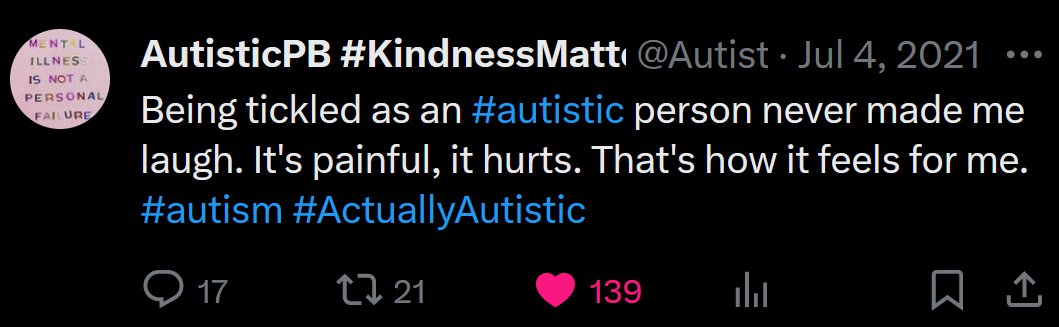 MENTAL
ILLNESS
IS NOT A
PERSONAL
FAILURE
AutisticPB #KindnessMatt @Autist · Jul 4, 2021
Being tickled as an #autistic person never made me
laugh. It's painful, it hurts. That's how it feels for me.
#autism #ActuallyAutistic
17 21 139